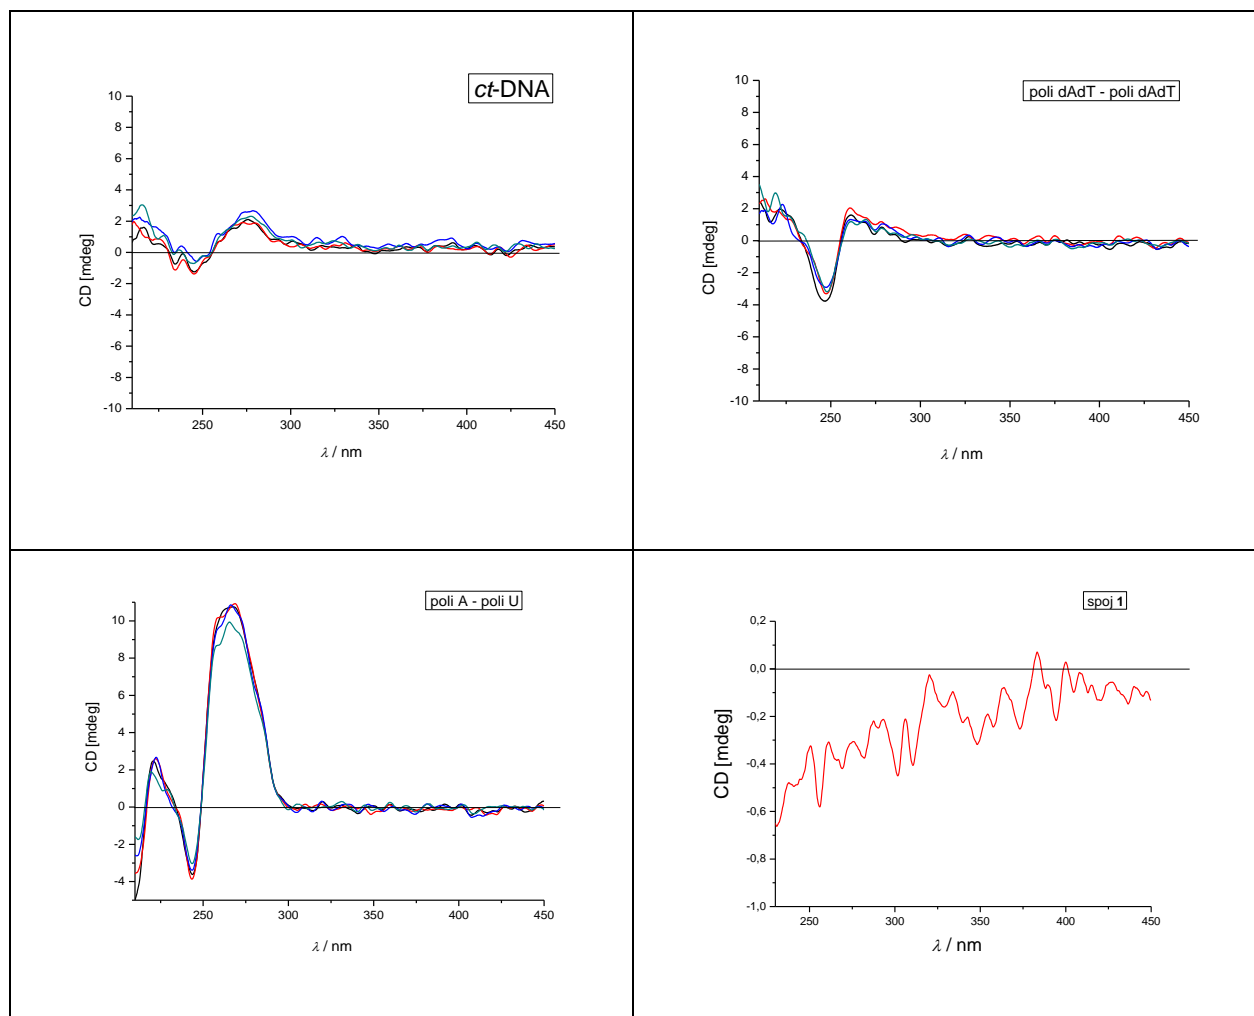 ct-DNA
10
8
6
4
2
0
-2
-4
-6
-8
-10
CD [mdeg]
250 300 350 400 450
λ / nm
poli dAdT - poli dAdT
10
8
6
4
2
0
-2
-4
-6
-8
-10
CD [mdeg]
250 300 350 400 450
λ / nm
poli A - poli U
10
8
6
4
2
0
-2
-4
CD [mdeg]
250 300 350 400 450
λ / nm
spoj 1
0,2
0,0
-0,2
-0,4
-0,6
-0,8
-1,0
CD [mdeg]
250 300 350 400 450
λ / nm